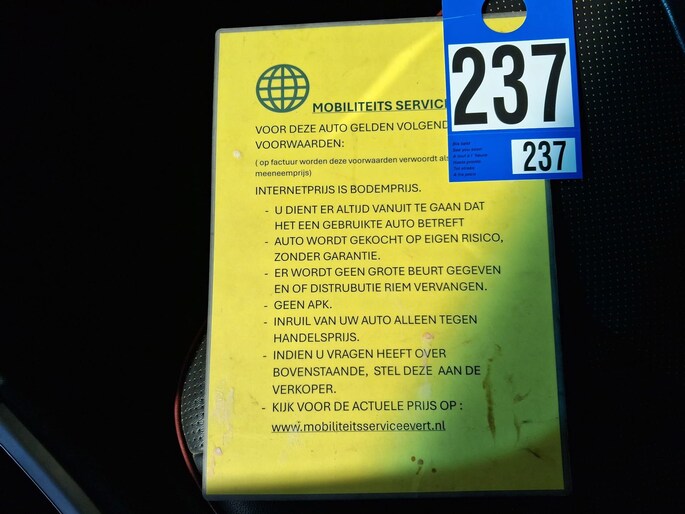 237
237
MOBILITEITS SERVICE
VOOR DEZE AUTO GELDEN VOLGEND
VOORWAARDEN:
( op factuur worden deze voorwaarden verwoordt als
meeneemprijs)
INTERNETPRIJS IS BODEMPRIJS.
- U DIENT ER ALTIJD VANUIT TE GAAN DAT
HET EEN GEBRUIKTE AUTO BETREFT
- AUTO WORDT GEKOCHT OP EIGEN RISICO,
ZONDER GARANTIE.
- ER WORDT GEEN GROTE BEURT GEGEVEN
EN OF DISTRUBUTIE RIEM VERVANGEN.
- GEEN APK.
- INRUIL VAN UW AUTO ALLEEN TEGEN
HANDELSPRIJS.
- INDIEN U VRAGEN HEEFT OVER
BOVENSTAANDE, STEL DEZE AAN DE
VERKOPER.
- KIJK VOOR DE ACTUELE PRIJS OP :
www.mobiliteitsserviceevert.nl